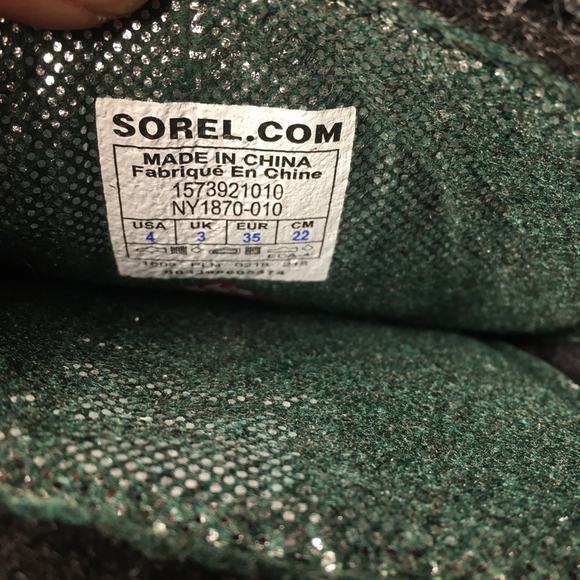 SOREL.COM
MADE IN CHINA
Fabriqué En Chine
1573921010
NY1870-010
USA UK EUR CM
4 3 35 22